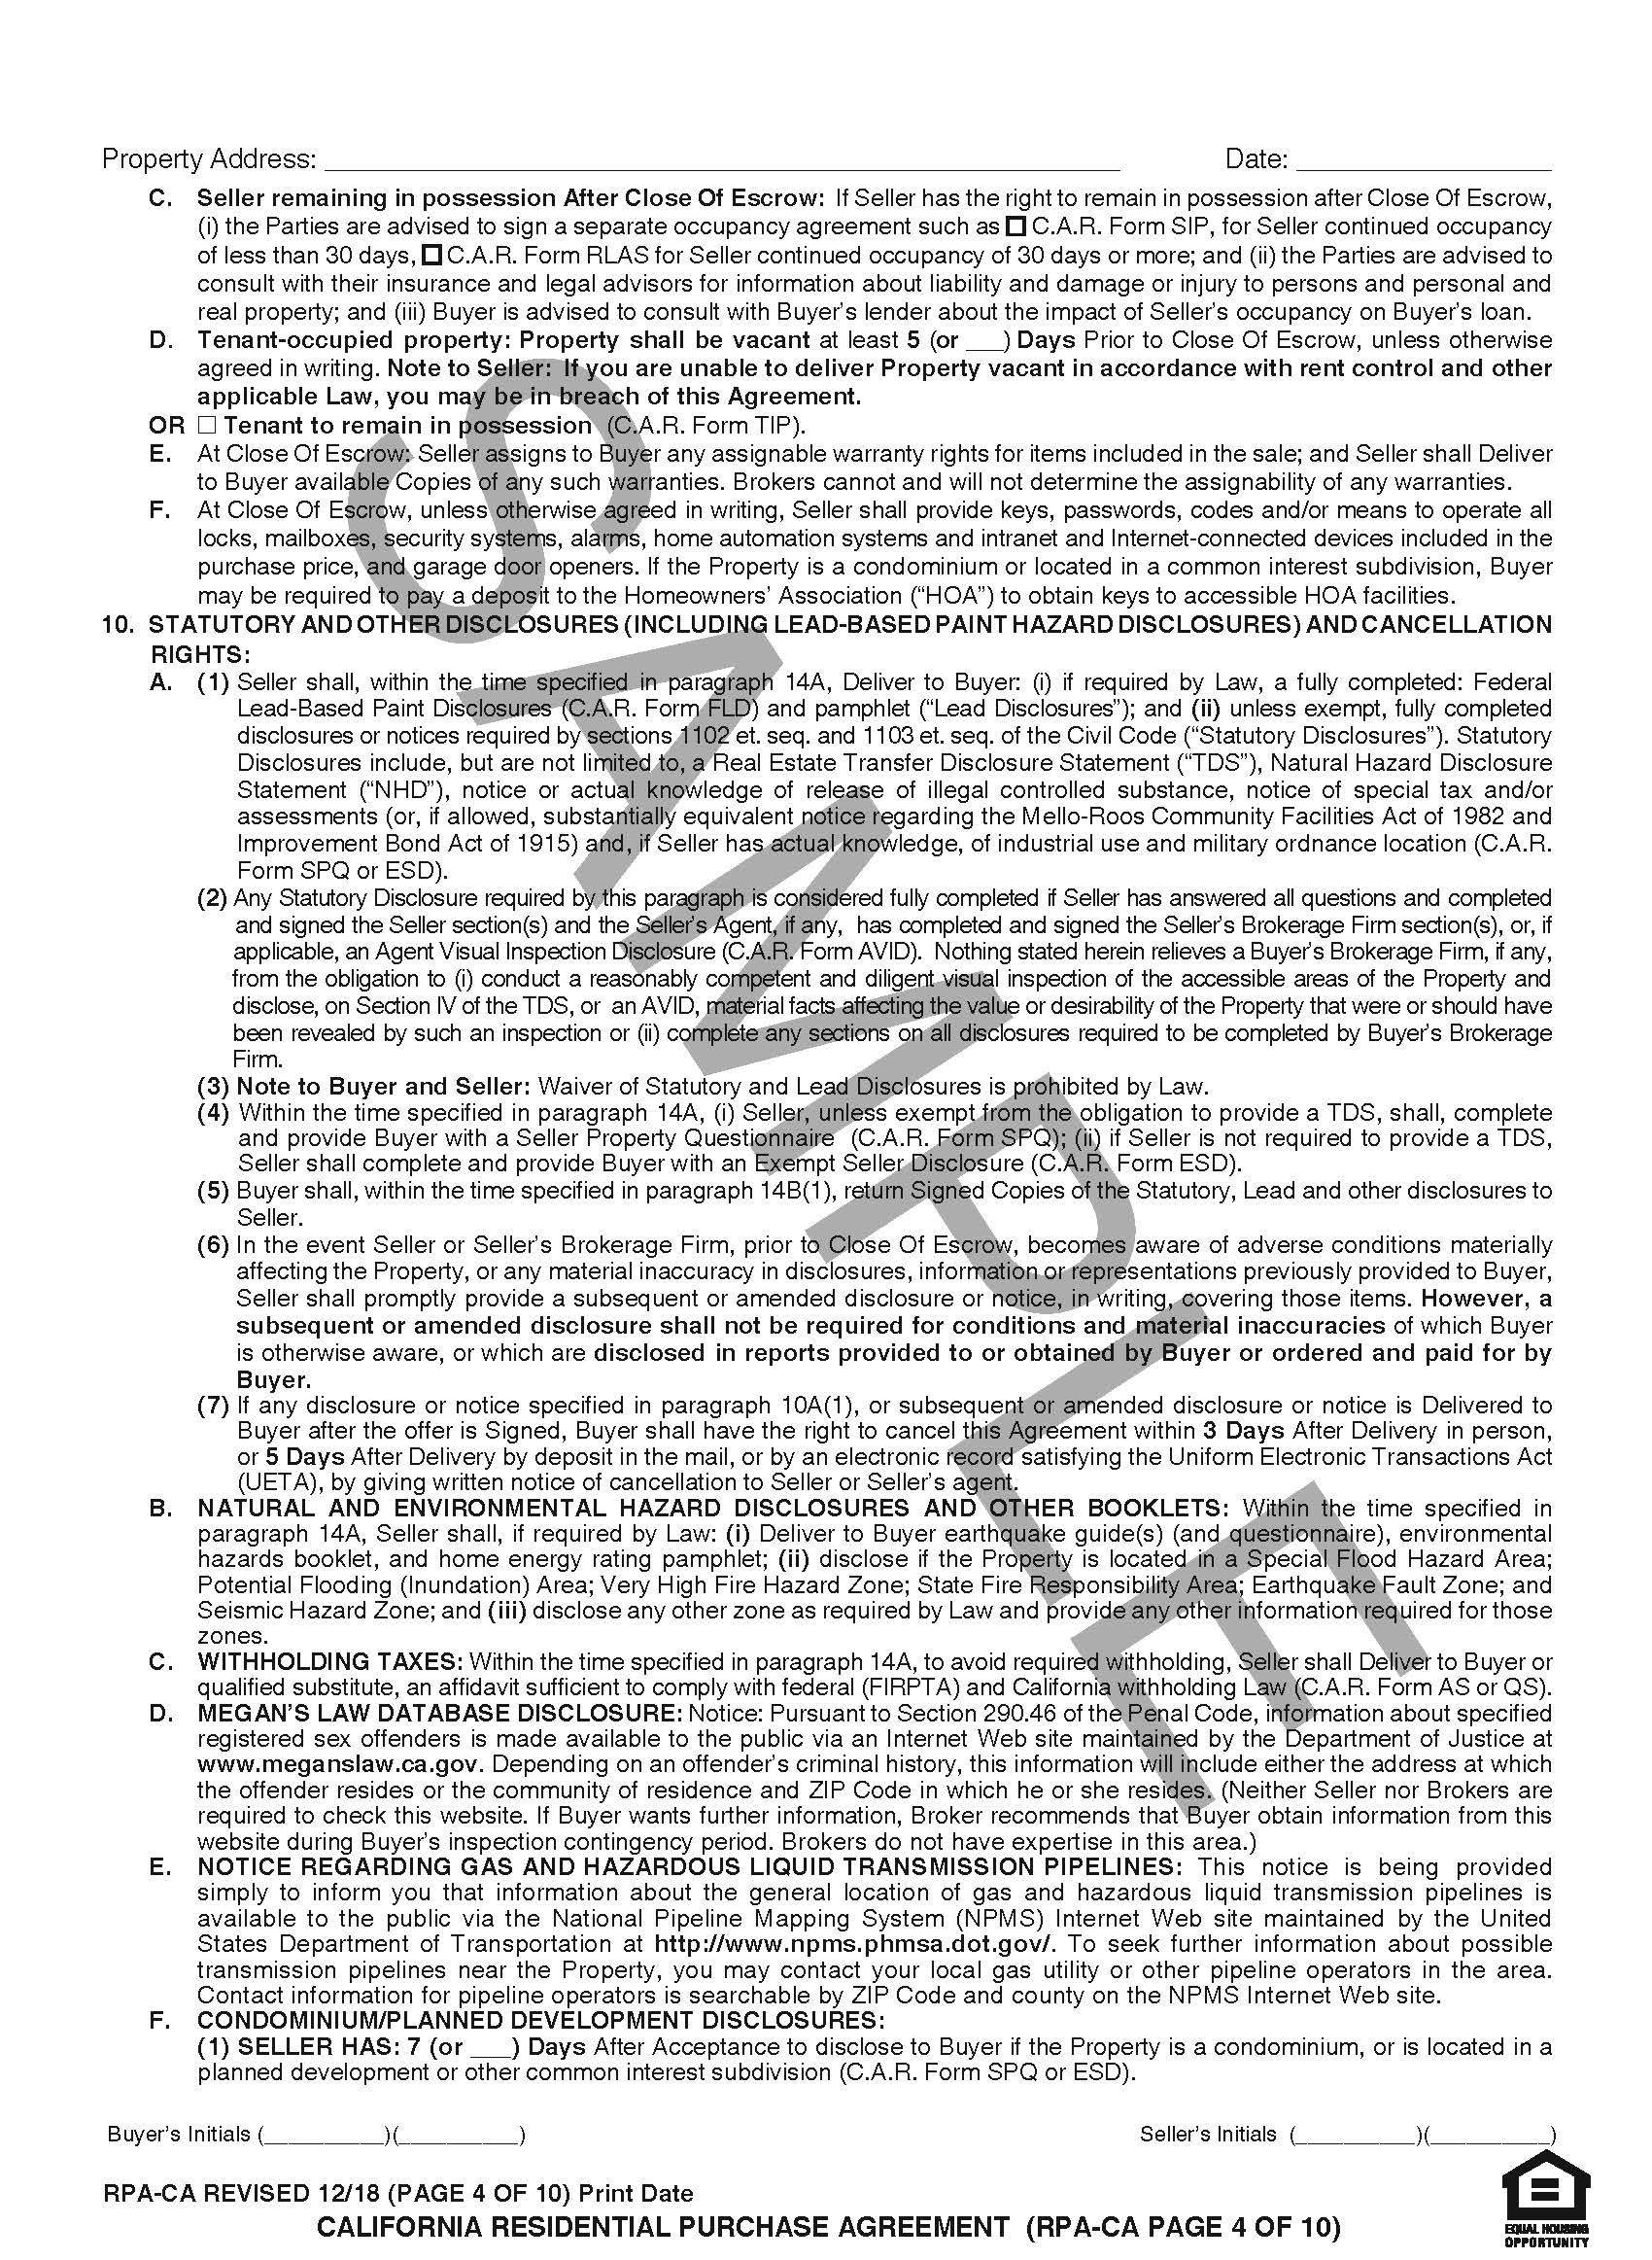 Property Address: ____________________ Date: ____________________
C. Seller remaining in possession After Close Of Escrow: If Seller has the right to remain in possession after Close Of Escrow,
(i) the Parties are advised to sign a separate occupancy agreement such as ☐ C.A.R. Form SIP, for Seller continued occupancy
of less than 30 days, ☐ C.A.R. Form RLAS for Seller continued occupancy of 30 days or more; and (ii) the Parties are advised to
consult with their insurance and legal advisors for information about liability and damage or injury to persons and personal and
real property; and (iii) Buyer is advised to consult with Buyer's lender about the impact of Seller's occupancy on Buyer's loan.
D. Tenant-occupied property: Property shall be vacant at least 5 (or ___) Days Prior to Close Of Escrow, unless otherwise
agreed in writing. Note to Seller: If you are unable to deliver Property vacant in accordance with rent control and other
applicable Law, you may be in breach of this Agreement.
OR ☐ Tenant to remain in possession (C.A.R. Form TIP).
E. At Close Of Escrow: Seller assigns to Buyer any assignable warranty rights for items included in the sale; and Seller shall Deliver
to Buyer available Copies of any such warranties. Brokers cannot and will not determine the assignability of any warranties.
F. At Close Of Escrow, unless otherwise agreed in writing, Seller shall provide keys, passwords, codes and/or means to operate all
locks, mailboxes, security systems, alarms, home automation systems and intranet and Internet-connected devices included in the
purchase price, and garage door openers. If the Property is a condominium or located in a common interest subdivision, Buyer
may be required to pay a deposit to the Homeowners' Association ("HOA") to obtain keys to accessible HOA facilities.
10. STATUTORY AND OTHER DISCLOSURES (INCLUDING LEAD-BASED PAINT HAZARD DISCLOSURES) AND CANCELLATION
RIGHTS:
A. (1) Seller shall, within the time specified in paragraph 14A, Deliver to Buyer: (i) if required by Law, a fully completed: Federal
Lead-Based Paint Disclosures (C.A.R. Form FLD) and pamphlet ("Lead Disclosures"); and (ii) unless exempt, fully completed
disclosures or notices required by sections 1102 et. seq. and 1103 et. seq. of the Civil Code ("Statutory Disclosures"). Statutory
Disclosures include, but are not limited to, a Real Estate Transfer Disclosure Statement ("TDS"), Natural Hazard Disclosure
Statement ("NHD"), notice or actual knowledge of release of illegal controlled substance, notice of special tax and/or
assessments (or, if allowed, substantially equivalent notice regarding the Mello-Roos Community Facilities Act of 1982 and
Improvement Bond Act of 1915) and, if Seller has actual knowledge, of industrial use and military ordnance location (C.A.R.
Form SPQ or ESD).
(2) Any Statutory Disclosure required by this paragraph is considered fully completed if Seller has answered all questions and completed
and signed the Seller section(s) and the Seller's Agent, if any, has completed and signed the Seller's Brokerage Firm section(s), or, if
applicable, an Agent Visual Inspection Disclosure (C.A.R. Form AVID). Nothing stated herein relieves a Buyer's Brokerage Firm, if any,
from the obligation to (i) conduct a reasonably competent and diligent visual inspection of the accessible areas of the Property and
disclose, on Section IV of the TDS, or an AVID, material facts affecting the value or desirability of the Property that were or should have
been revealed by such an inspection or (ii) complete any sections on all disclosures required to be completed by Buyer's Brokerage
Firm.
(3) Note to Buyer and Seller: Waiver of Statutory and Lead Disclosures is prohibited by Law.
(4) Within the time specified in paragraph 14A, (i) Seller, unless exempt from the obligation to provide a TDS, shall, complete
and provide Buyer with a Seller Property Questionnaire (C.A.R. Form SPQ); (ii) if Seller is not required to provide a TDS,
Seller shall complete and provide Buyer with an Exempt Seller Disclosure (C.A.R. Form ESD).
(5) Buyer shall, within the time specified in paragraph 14B(1), return Signed Copies of the Statutory, Lead and other disclosures to
Seller.
(6) In the event Seller or Seller's Brokerage Firm, prior to Close Of Escrow, becomes aware of adverse conditions materially
affecting the Property, or any material inaccuracy in disclosures, information or representations previously provided to Buyer,
Seller shall promptly provide a subsequent or amended disclosure or notice, in writing, covering those items. However, a
subsequent or amended disclosure shall not be required for conditions and material inaccuracies of which Buyer
is otherwise aware, or which are disclosed in reports provided to or obtained by Buyer or ordered and paid for by
Buyer.
(7) If any disclosure or notice specified in paragraph 10A(1), or subsequent or amended disclosure or notice is Delivered to
Buyer after the offer is Signed, Buyer shall have the right to cancel this Agreement within 3 Days After Delivery in person,
or 5 Days After Delivery by deposit in the mail, or by an electronic record satisfying the Uniform Electronic Transactions Act
(UETA), by giving written notice of cancellation to Seller or Seller's agent.
B. NATURAL AND ENVIRONMENTAL HAZARD DISCLOSURES AND OTHER BOOKLETS: Within the time specified in
paragraph 14A, Seller shall, if required by Law: (i) Deliver to Buyer earthquake guide(s) (and questionnaire), environmental
hazards booklet, and home energy rating pamphlet; (ii) disclose if the Property is located in a Special Flood Hazard Area;
Potential Flooding (Inundation) Area; Very High Fire Hazard Zone; State Fire Responsibility Area; Earthquake Fault Zone; and
Seismic Hazard Zone; and (iii) disclose any other zone as required by Law and provide any other information required for those
zones.
C. WITHHOLDING TAXES: Within the time specified in paragraph 14A, to avoid required withholding, Seller shall Deliver to Buyer or
qualified substitute, an affidavit sufficient to comply with federal (FIRPTA) and California withholding Law (C.A.R. Form AS or QS).
D. MEGAN'S LAW DATABASE DISCLOSURE: Notice: Pursuant to Section 290.46 of the Penal Code, information about specified
registered sex offenders is made available to the public via an Internet Web site maintained by the Department of Justice at
www.meganslaw.ca.gov. Depending on an offender's criminal history, this information will include either the address at which
the offender resides or the community of residence and ZIP Code in which he or she resides. (Neither Seller nor Brokers are
required to check this website. If Buyer wants further information, Broker recommends that Buyer obtain information from this
website during Buyer's inspection contingency period. Brokers do not have expertise in this area.)
E. NOTICE REGARDING GAS AND HAZARDOUS LIQUID TRANSMISSION PIPELINES: This notice is being provided
simply to inform you that information about the general location of gas and hazardous liquid transmission pipelines is
available to the public via the National Pipeline Mapping System (NPMS) Internet Web site maintained by the United
States Department of Transportation at http://www.npms.phmsa.dot.gov/. To seek further information about possible
transmission pipelines near the Property, you may contact your local gas utility or other pipeline operators in the area.
Contact information for pipeline operators is searchable by ZIP Code and county on the NPMS Internet Web site.
F. CONDOMINIUM/PLANNED DEVELOPMENT DISCLOSURES:
(1) SELLER HAS: 7 (or ___) Days After Acceptance to disclose to Buyer if the Property is a condominium, or is located in a
planned development or other common interest subdivision (C.A.R. Form SPQ or ESD).
SAMPLE
Buyer's Initials (__________)(__________) Seller's Initials (__________)(__________)
RPA-CA REVISED 12/18 (PAGE 4 OF 10) Print Date
CALIFORNIA RESIDENTIAL PURCHASE AGREEMENT (RPA-CA PAGE 4 OF 10)
EQUAL HOUSING
OPPORTUNITY